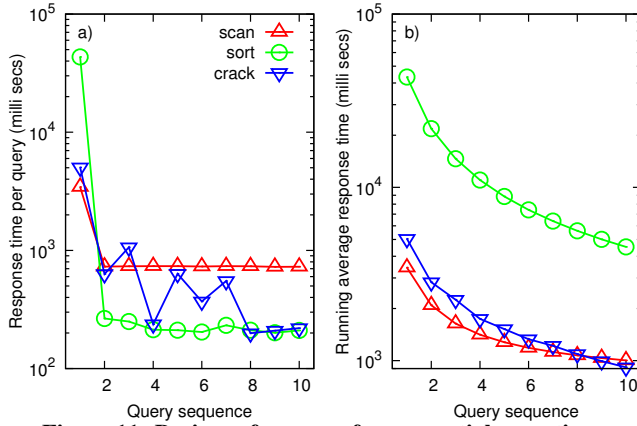 10^5
10^4
10^3
10^2
Response time per query (milli secs)
a)
scan
sort
crack
2 4 6 8 10
Query sequence
10^5
10^4
10^3
Running average response time (milli secs)
b)
2 4 6 8 10
Query sequence
Figure 11: